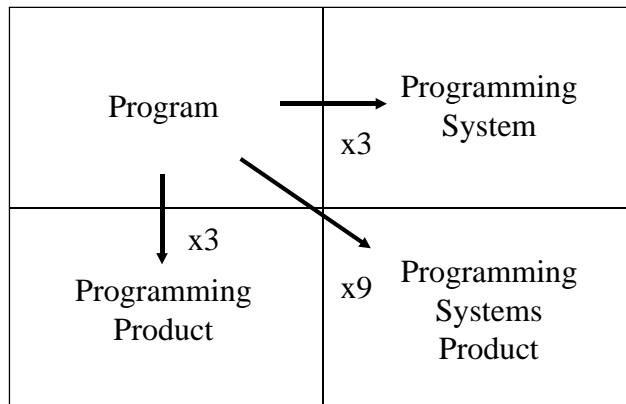 Program
Programming
System
x3
x3
Programming
Product
x9
Programming
Systems
Product